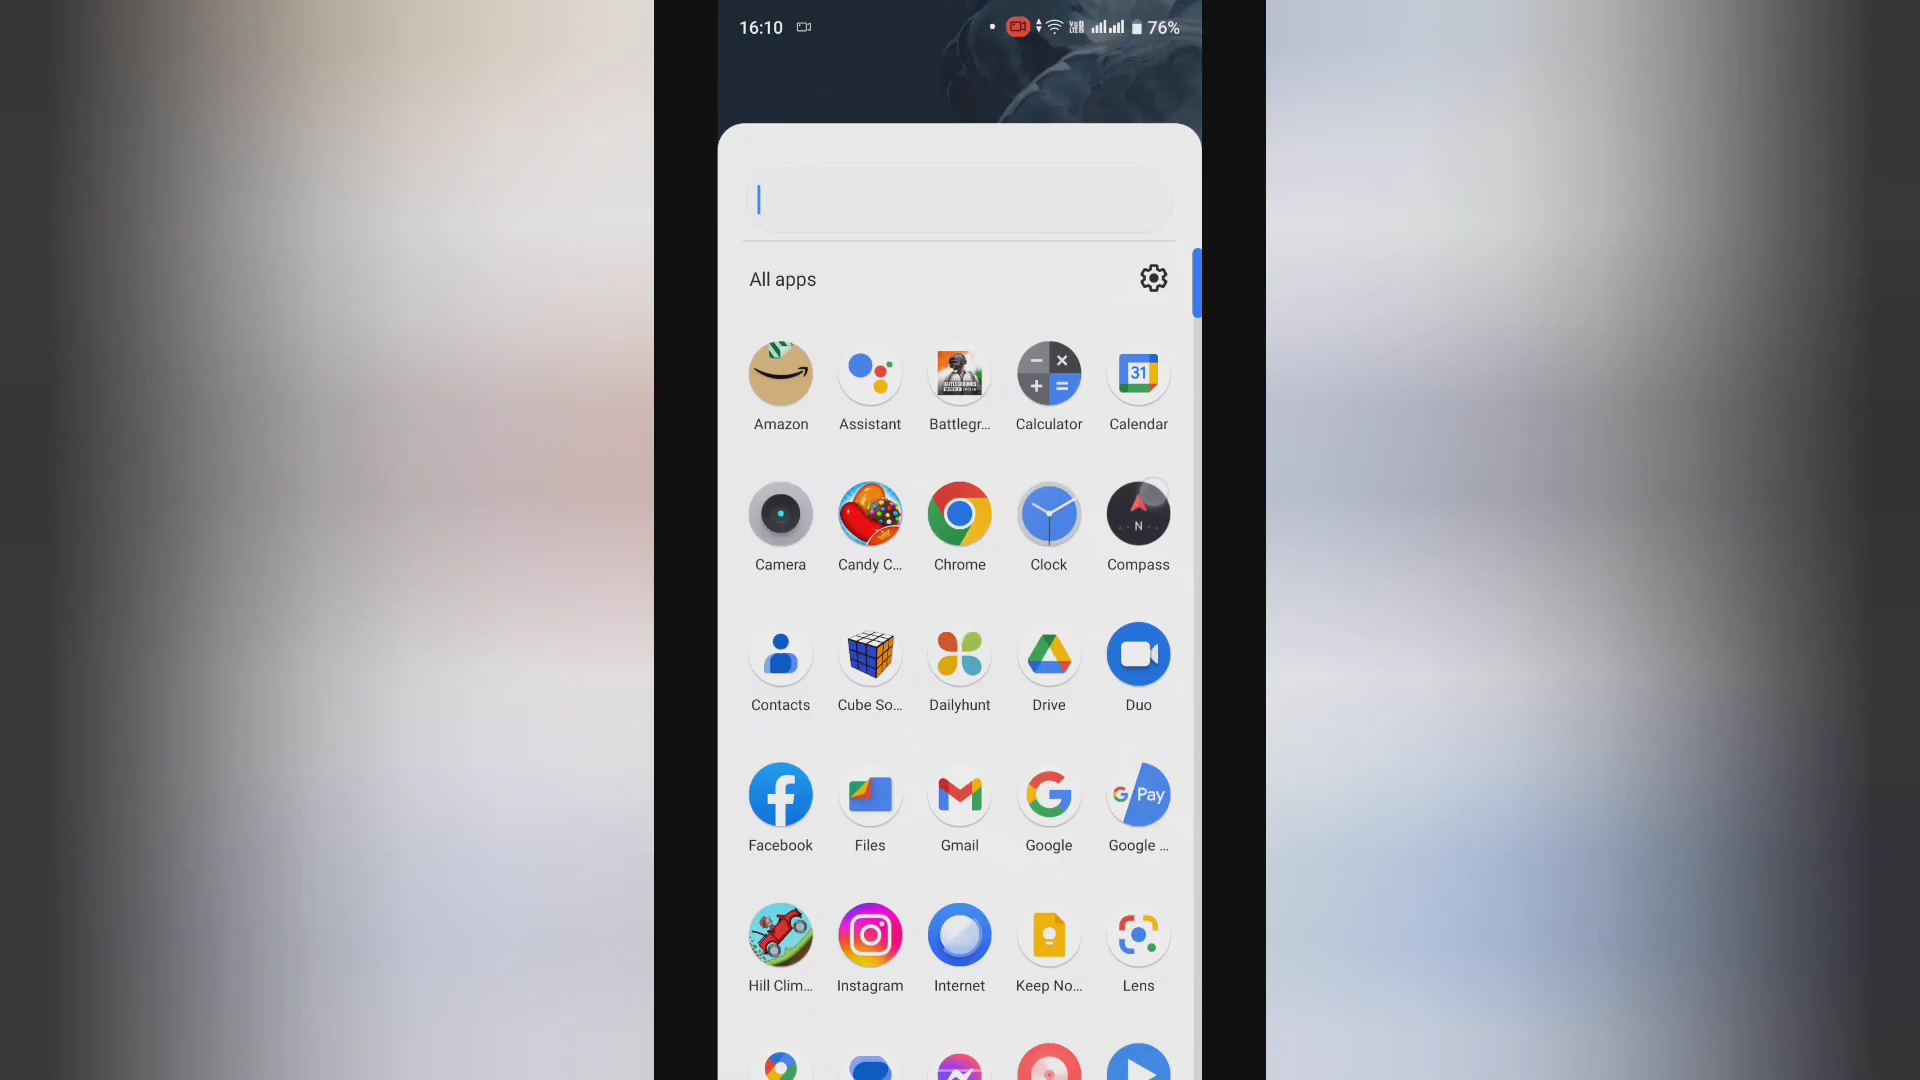 16:10 76%
All apps
31
Amazon Assistant Battlegr... Calculator Calendar
N
Camera Candy C... Chrome Clock Compass
Contacts Cube So... Dailyhunt Drive Duo
G Pay
Facebook Files Gmail Google Google ...
Hill Clim... Instagram Internet Keep No... Lens